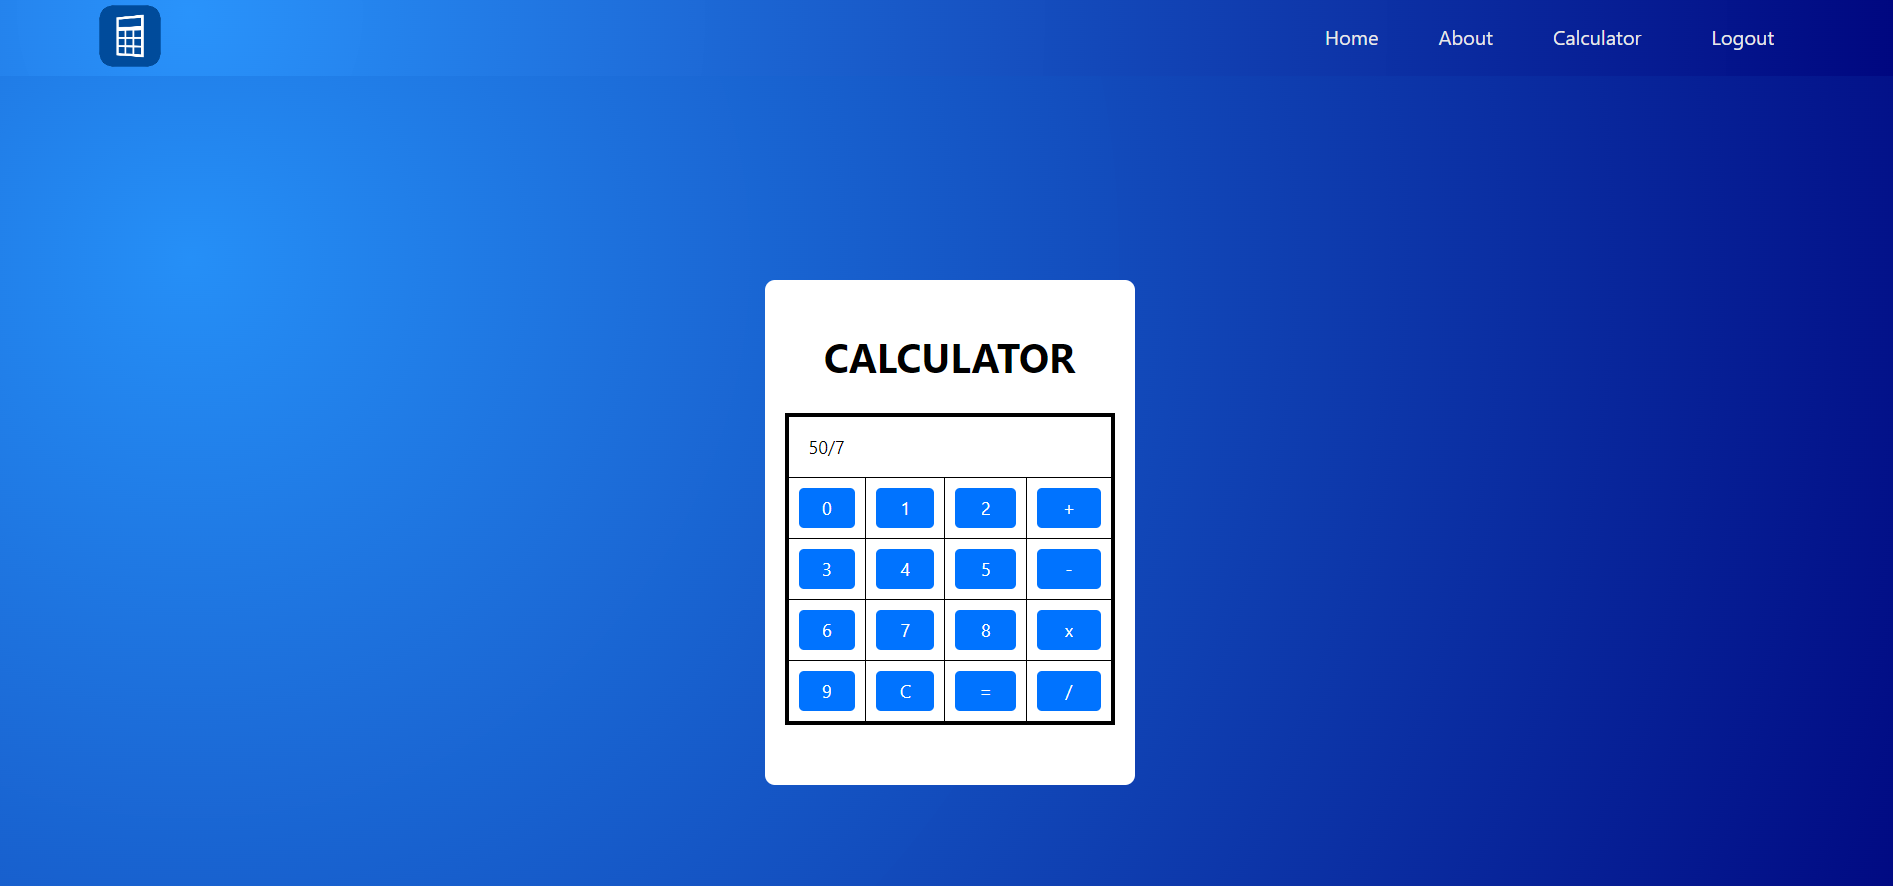 Home About Calculator Logout
CALCULATOR
50/7
0 1 2 +
3 4 5 -
6 7 8 x
9 C = /